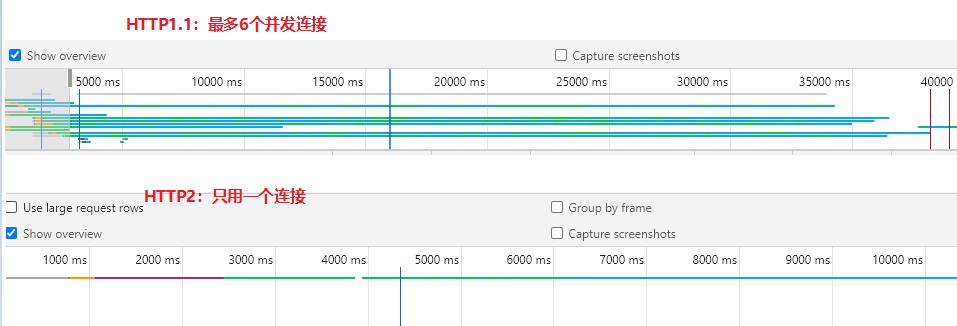 HTTP1.1：最多6个并发连接
Show overview Capture screenshots
5000 ms 10000 ms 15000 ms 20000 ms 25000 ms 30000 ms 35000 ms 40000
HTTP2：只用一个连接
Use large request rows Group by frame
Show overview Capture screenshots
1000 ms 2000 ms 3000 ms 4000 ms 5000 ms 6000 ms 7000 ms 8000 ms 9000 ms 10000 ms